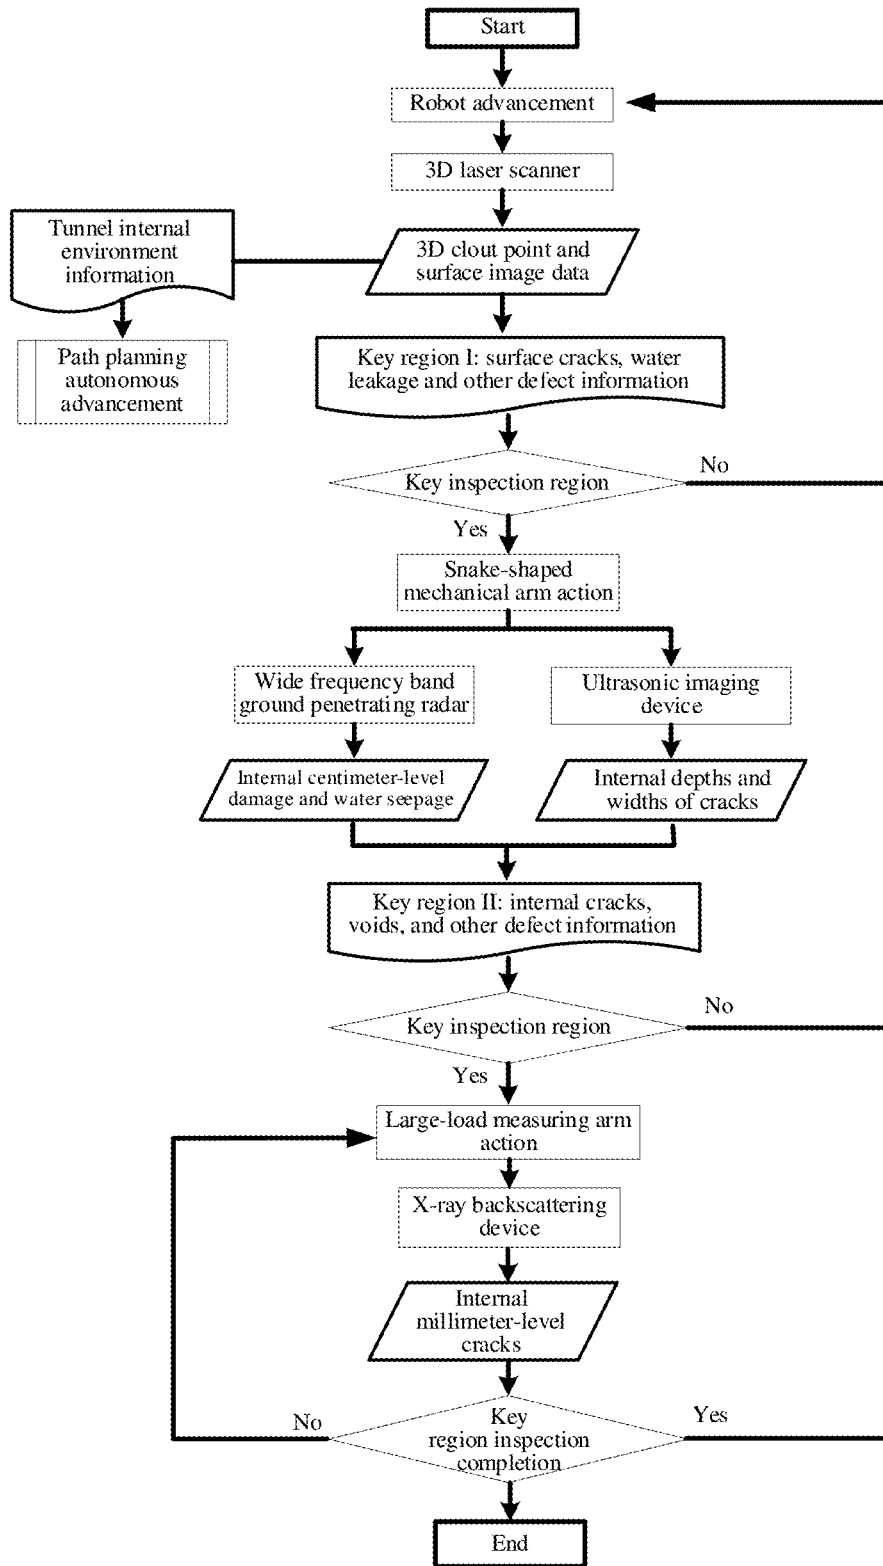 Start
Robot advancement
3D laser scanner
Tunnel internal
environment
information
3D clout point and
surface image data
Path planning
autonomous
advancement
Key region I: surface cracks, water
leakage and other defect information
Key inspection region
No
Yes
Snake-shaped
mechanical arm action
Wide frequency band
ground penetrating radar
Ultrasonic imaging
device
Internal centimeter-level
damage and water seepage
Internal depths and
widths of cracks
Key region II: internal cracks,
voids, and other defect information
Key inspection region
No
Yes
Large-load measuring arm
action
X-ray backscattering
device
Internal
millimeter-level
cracks
No
Key
region inspection
completion
Yes
End